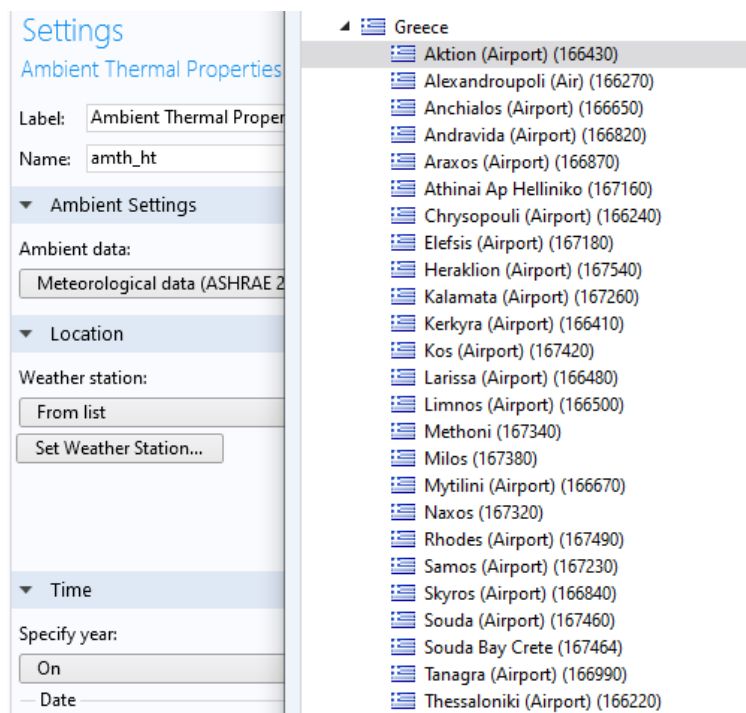 Settings
Ambient Thermal Properties
Label: Ambient Thermal Proper
Name: amth_ht
Ambient Settings
Ambient data:
Meteorological data (ASHRAE 2
Location
Weather station:
From list
Set Weather Station...
Time
Specify year:
On
Date
Greece
Aktion (Airport) (166430)
Alexandroupoli (Air) (166270)
Anchialos (Airport) (166650)
Andravida (Airport) (166820)
Araxos (Airport) (166870)
Athinai Ap Helliniko (167160)
Chrysopouli (Airport) (166240)
Elefsis (Airport) (167180)
Heraklion (Airport) (167540)
Kalamata (Airport) (167260)
Kerkyra (Airport) (166410)
Kos (Airport) (167420)
Larissa (Airport) (166480)
Limnos (Airport) (166500)
Methoni (167340)
Milos (167380)
Mytilini (Airport) (166670)
Naxos (167320)
Rhodes (Airport) (167490)
Samos (Airport) (167230)
Skyros (Airport) (166840)
Souda (Airport) (167460)
Souda Bay Crete (167464)
Tanagra (Airport) (166990)
Thessaloniki (Airport) (166220)